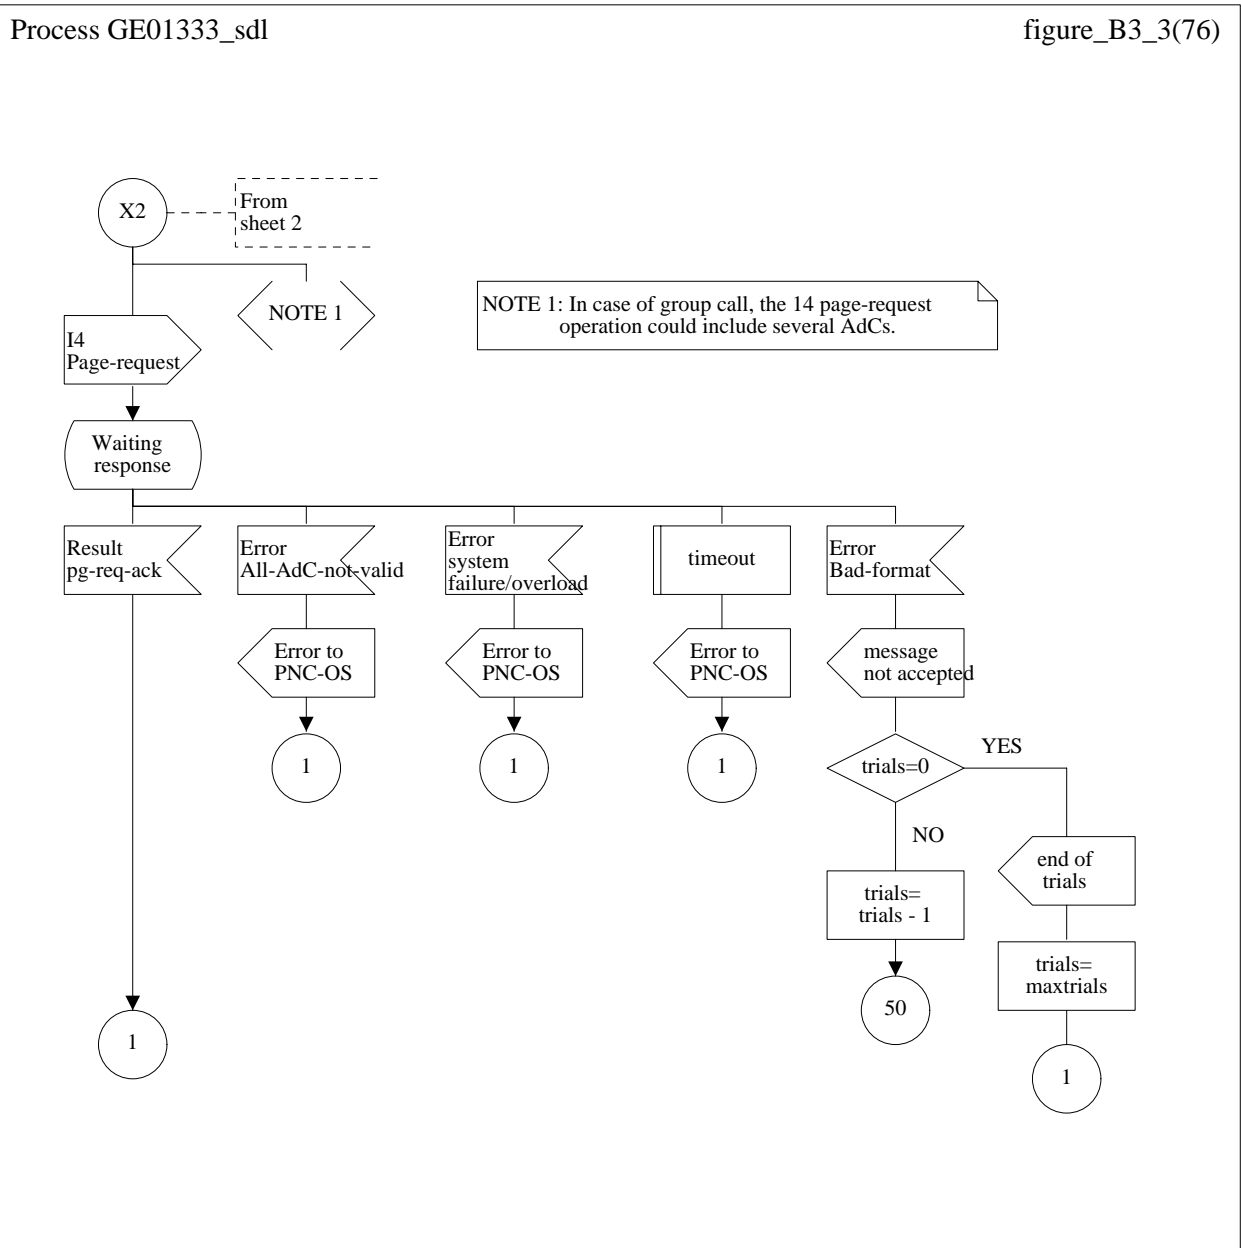 Process GE01333_sdl
figure_B3_3(76)
X2
From
sheet 2
NOTE 1
NOTE 1: In case of group call, the 14 page-request
operation could include several AdCs.
I4
Page-request
Waiting
response
Result
pg-req-ack
Error
All-AdC-not-valid
Error
system
failure/overload
timeout
Error
Bad-format
Error to
PNC-OS
Error to
PNC-OS
Error to
PNC-OS
message
not accepted
1
1
1
trials=0
YES
NO
end of
trials
trials=
trials - 1
trials=
maxtrials
50
1
1